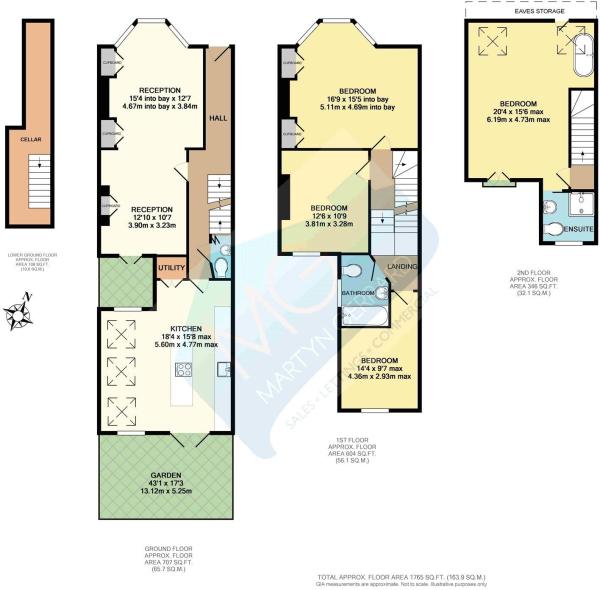 CELLAR
LOWER GROUND FLOOR
APPROX. FLOOR
AREA 108 SQ.FT.
(10.0 SQ.M.)
CUPBOARD
RECEPTION
15'4 into bay x 12'7
4.67m into bay x 3.84m
HALL
CUPBOARD
CUPBOARD
RECEPTION
12'10 x 10'7
3.90m x 3.23m
UTILITY
KITCHEN
18'4 x 15'8 max
5.60m x 4.77m max
GARDEN
43'1 x 17'3
13.12m x 5.25m
GROUND FLOOR
APPROX. FLOOR
AREA 707 SQ.FT.
(65.7 SQ.M.)
CUPBOARD
BEDROOM
16'9 x 15'5 into bay
5.11m x 4.69m into bay
CUPBOARD
BEDROOM
12'6 x 10'9
3.81m x 3.28m
LANDING
BATHROOM
BEDROOM
14'4 x 9'7 max
4.36m x 2.93m max
1ST FLOOR
APPROX. FLOOR
AREA 604 SQ.FT.
(56.1 SQ.M.)
EAVES STORAGE
BEDROOM
20'4 x 15'6 max
6.19m x 4.73m max
ENSUITE
2ND FLOOR
APPROX. FLOOR
AREA 346 SQ.FT.
(32.1 SQ.M.)
N
MG
MARTYN GERRARD
SALES • LETTINGS • COMMERCIAL
TOTAL APPROX. FLOOR AREA 1765 SQ.FT. (163.9 SQ.M.)
GIA measurements are approximate. Not to scale. Illustrative purposes only